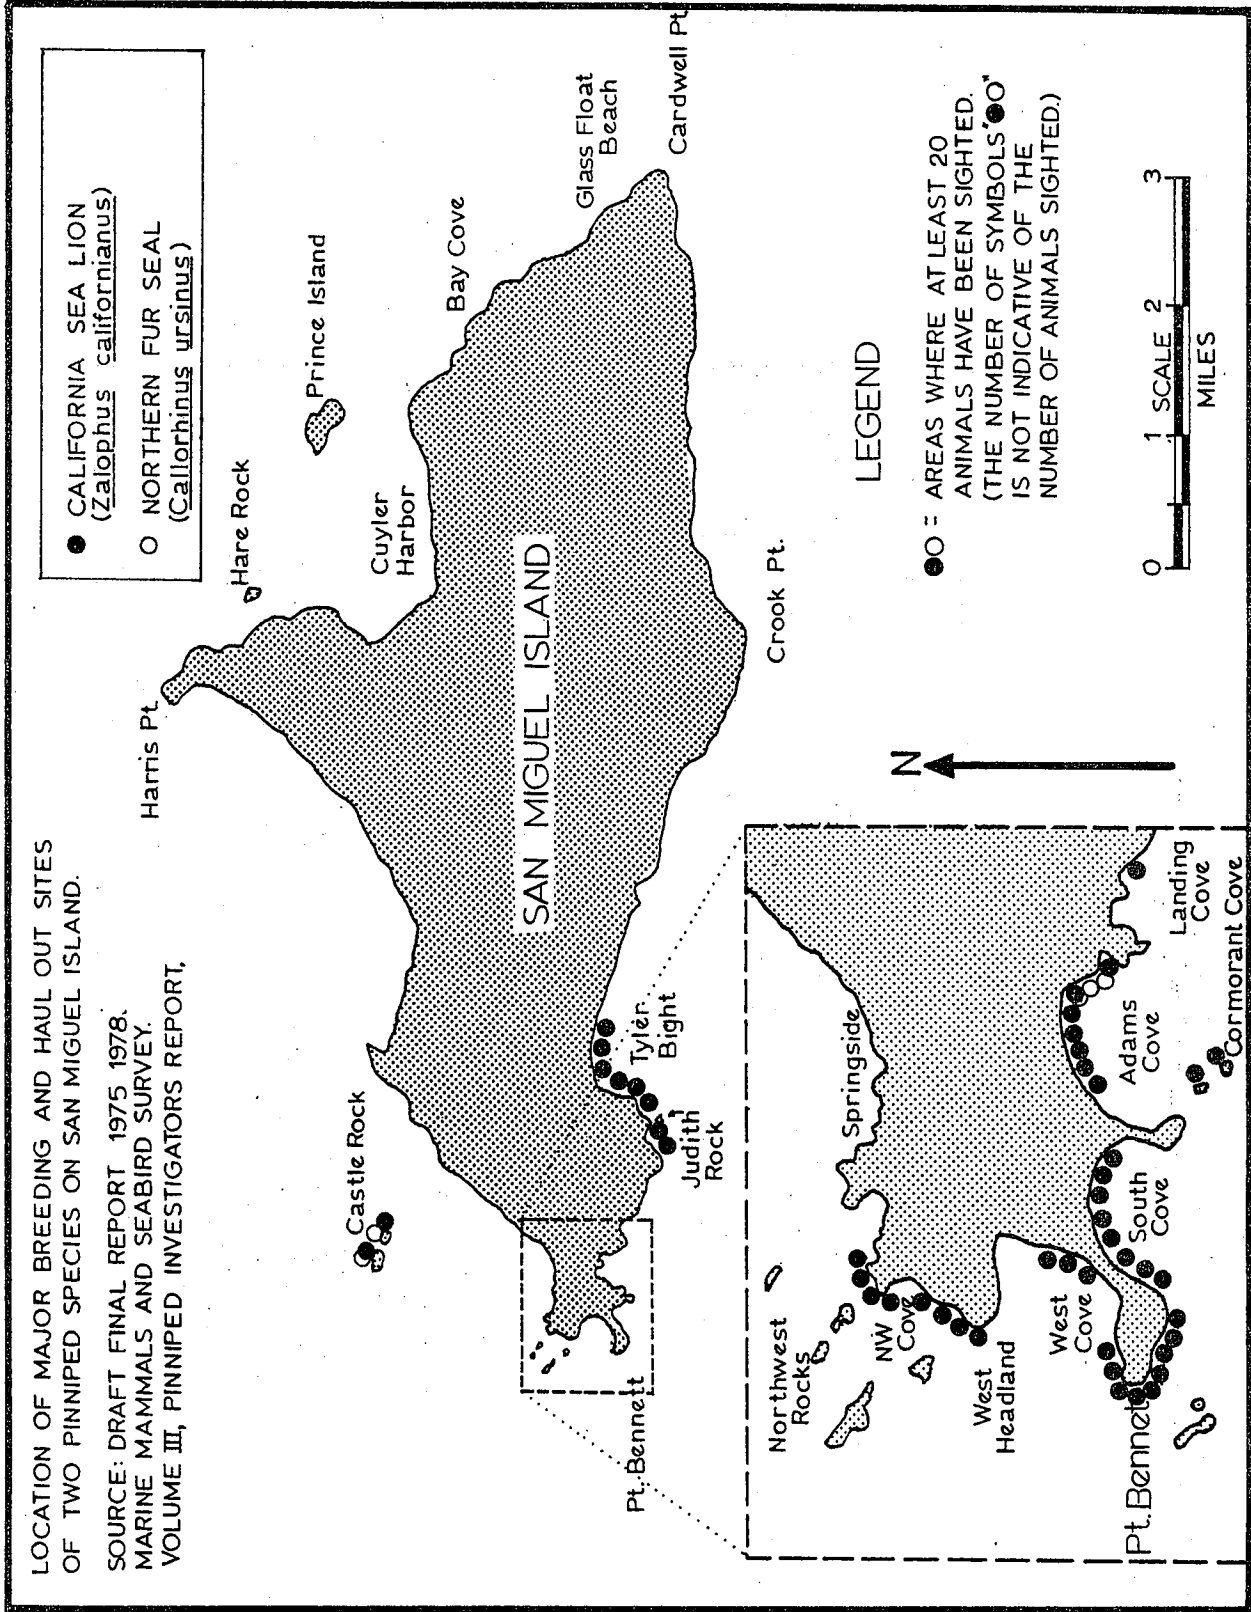 LOCATION OF MAJOR BREEDING AND HAUL OUT SITES
OF TWO PINNIPED SPECIES ON SAN MIGUEL ISLAND.
SOURCE: DRAFT FINAL REPORT 1975 1978.
MARINE MAMMALS AND SEABIRD SURVEY.
VOLUME III, PINNIPED INVESTIGATORS REPORT,
● CALIFORNIA SEA LION
(Zalophus californianus)
○ NORTHERN FUR SEAL
(Callorhinus ursinus)
Harris Pt.
Hare Rock
Prince Island
Cuyler
Harbor
Bay Cove
Glass Float
Beach
Cardwell Pt.
Castle Rock
SAN MIGUEL ISLAND
Tyler
Bight
Judith
Rock
Pt. Bennett
Crook Pt.
N
LEGEND
●○ = AREAS WHERE AT LEAST 20
ANIMALS HAVE BEEN SIGHTED.
(THE NUMBER OF SYMBOLS "●○"
IS NOT INDICATIVE OF THE
NUMBER OF ANIMALS SIGHTED.)
0 1 SCALE 2 3
MILES
Northwest
Rocks
NW
Cove
Springside
West
Headland
West
Cove
South
Cove
Adams
Cove
Landing
Cove
Cormorant Cove
Pt. Bennet